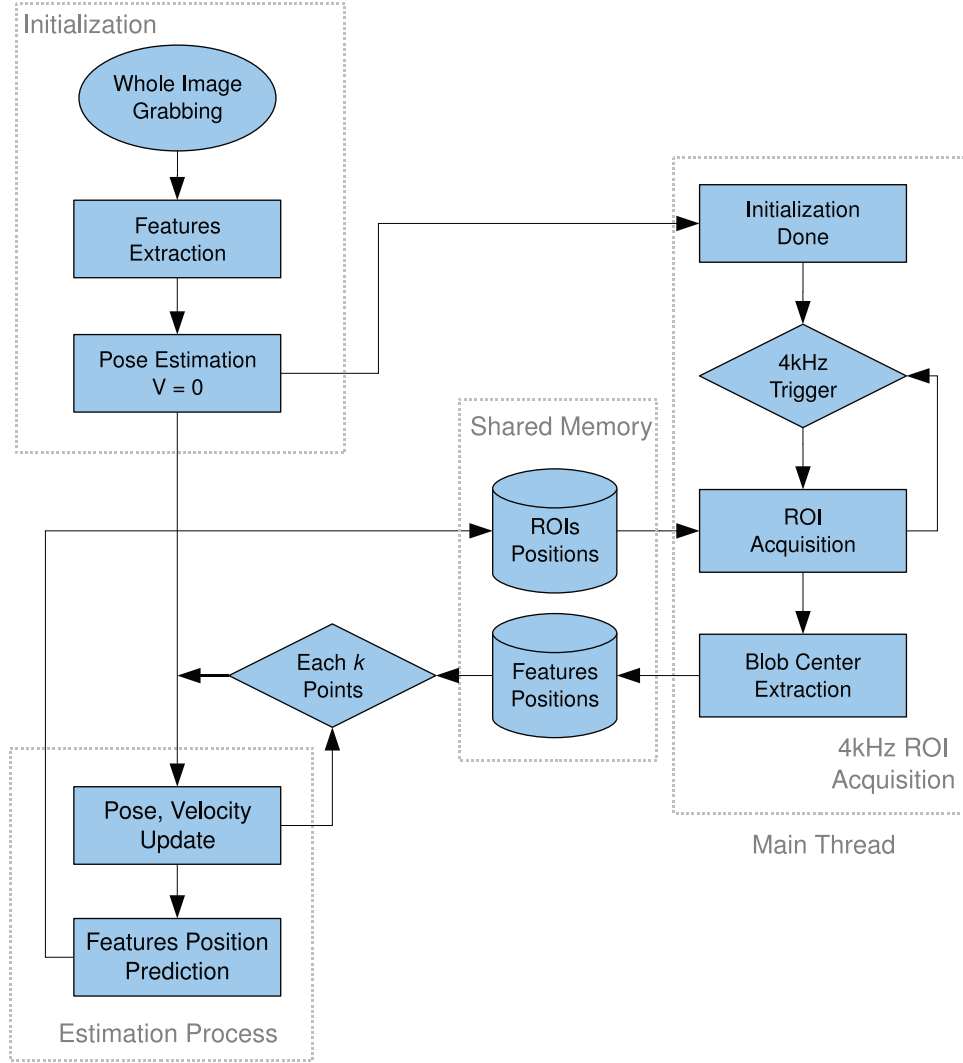 Initialization
Whole Image
Grabbing
Features
Extraction
Pose Estimation
V = 0
Initialization
Done
4kHz
Trigger
Shared Memory
ROIs
Positions
ROI
Acquisition
Each k
Points
Features
Positions
Blob Center
Extraction
4kHz ROI
Acquisition
Main Thread
Pose, Velocity
Update
Features Position
Prediction
Estimation Process